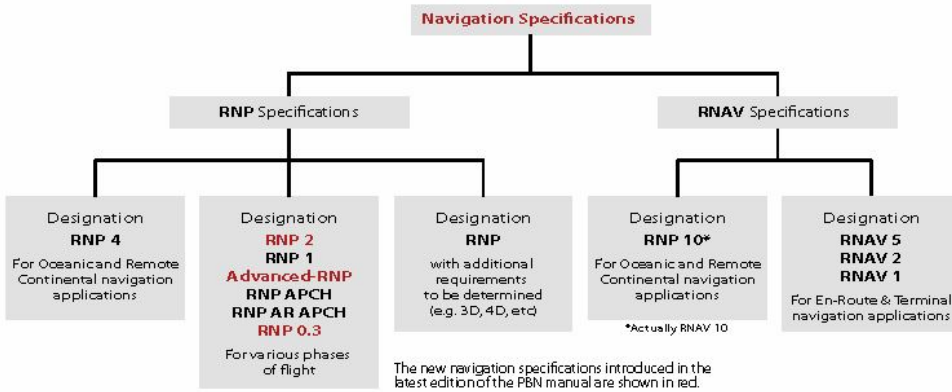 Navigation Specifications
RNP Specifications
RNAV Specifications
Designation
RNP 4
For Oceanic and Remote
Continental navigation
applications
Designation
RNP 2
RNP 1
Advanced-RNP
RNP APCH
RNP AR APCH
RNP 0.3
For various phases
of flight
Designation
RNP
with additional
requirements
to be determined
(e.g. 3D, 4D, etc)
Designation
RNP 10*
For Oceanic and Remote
Continental navigation
applications
*Actually RNAV 10
Designation
RNAV 5
RNAV 2
RNAV 1
For En-Route & Terminal
navigation applications
The new navigation specifications introduced in the
latest edition of the PBN manual are shown in red.